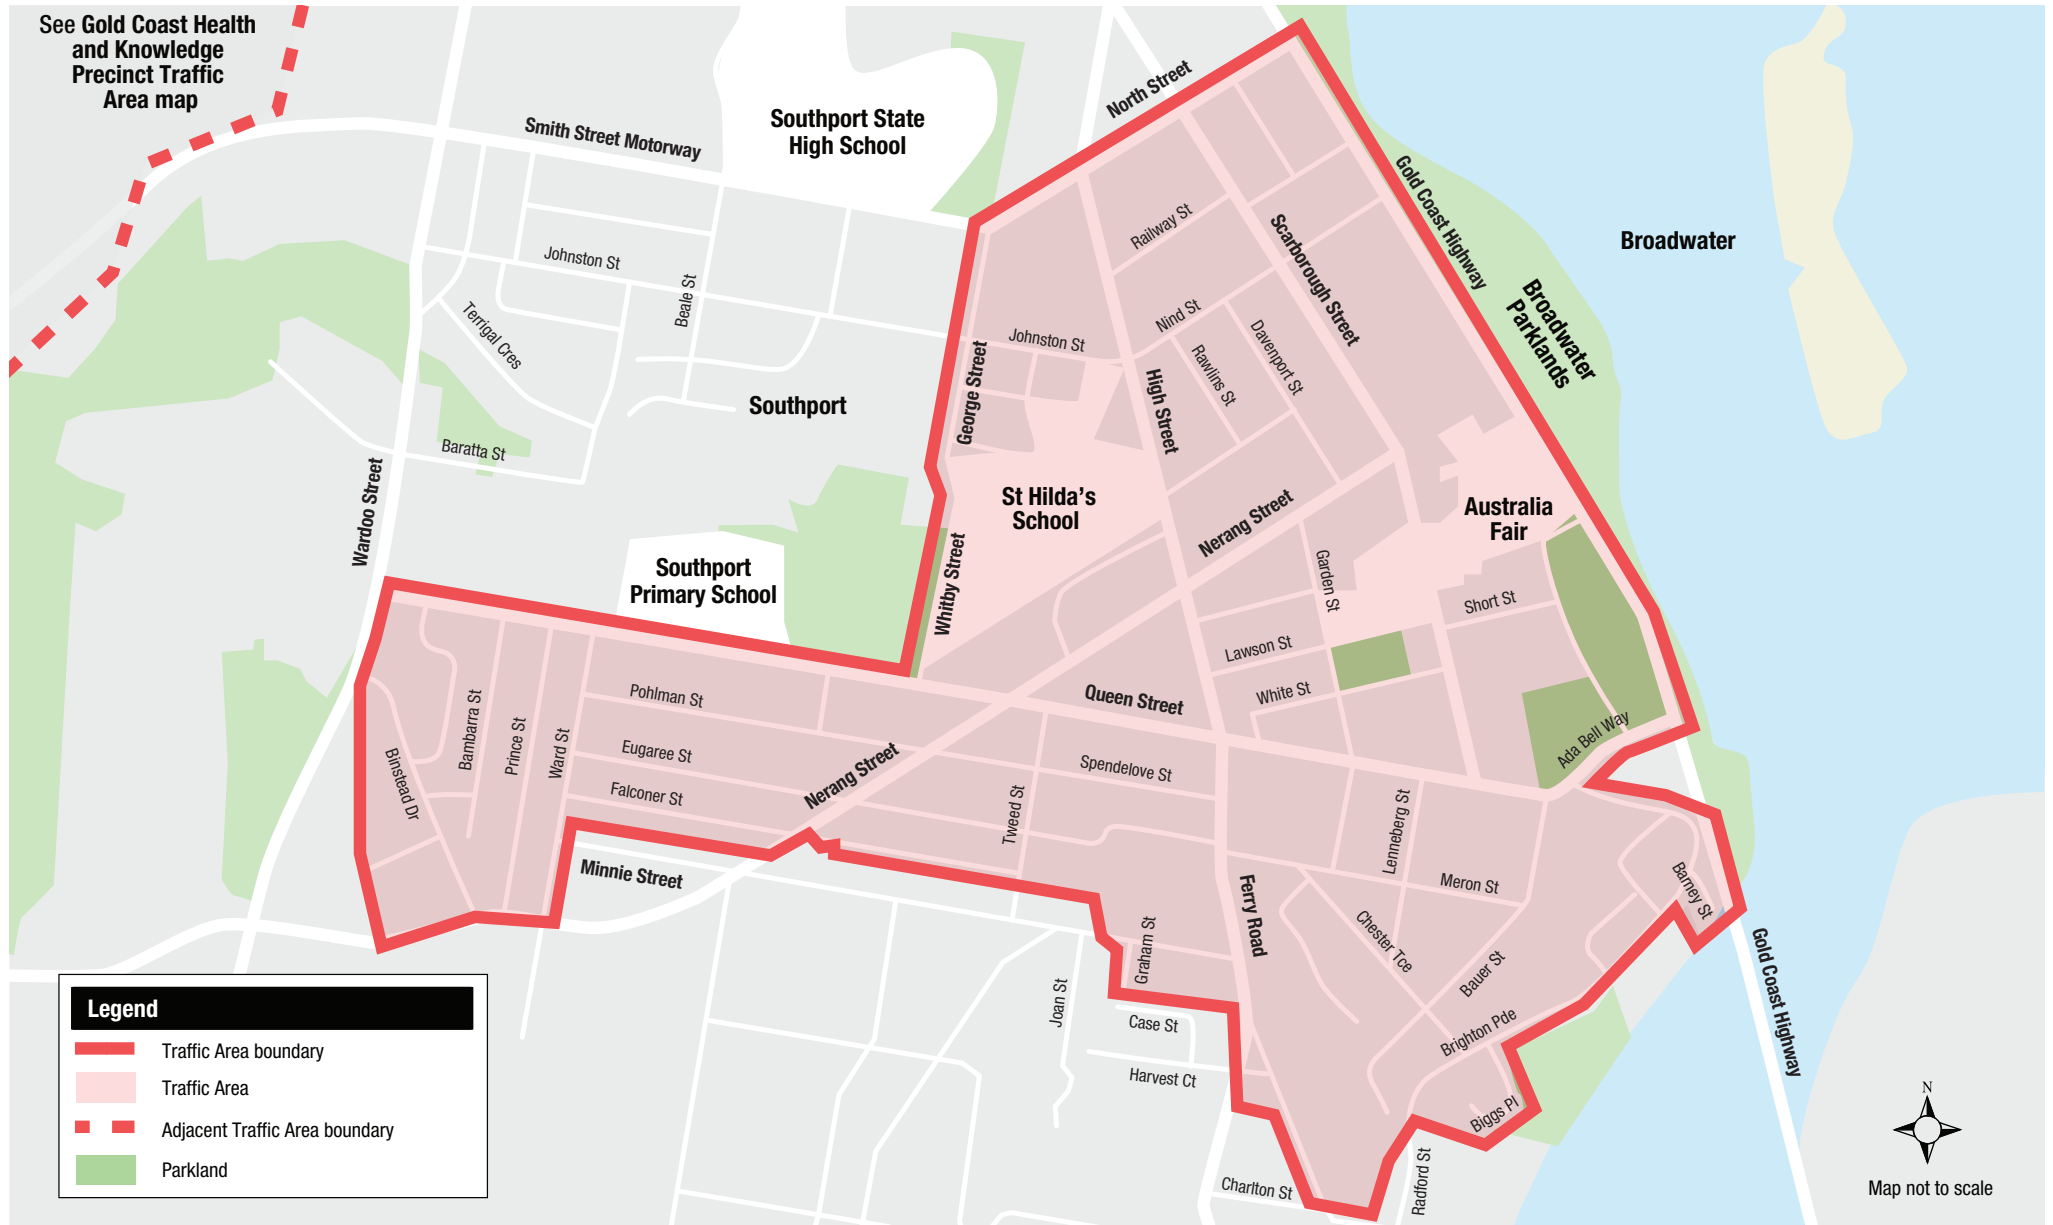 See Gold Coast Health
and Knowledge
Precinct Traffic
Area map
Smith Street Motorway
Southport State
High School
North Street
Gold Coast Highway
Broadwater
Broadwater
Parklands
Railway St
Scarborough Street
Johnston St
Beale St
Terrigal Cres
Nind St
Davenport St
Rawlins St
Johnston St
George Street
High Street
Southport
Baratta St
Wardoo Street
St Hilda's
School
Nerang Street
Australia
Fair
Garden St
Southport
Primary School
Whitby Street
Short St
Lawson St
White St
Queen Street
Pohlman St
Bambarra St
Prince St
Ward St
Eugaree St
Binstead Dr
Falconer St
Nerang Street
Spendelove St
Tweed St
Ada Bell Way
Lenneberg St
Meron St
Barney St
Minnie Street
Ferry Road
Chester Tce
Graham St
Bauer St
Joan St
Case St
Harvest Ct
Brighton Pde
Biggs Pl
Gold Coast Highway
Charlton St
Radford St
Legend
Traffic Area boundary
Traffic Area
Adjacent Traffic Area boundary
Parkland
N
Map not to scale